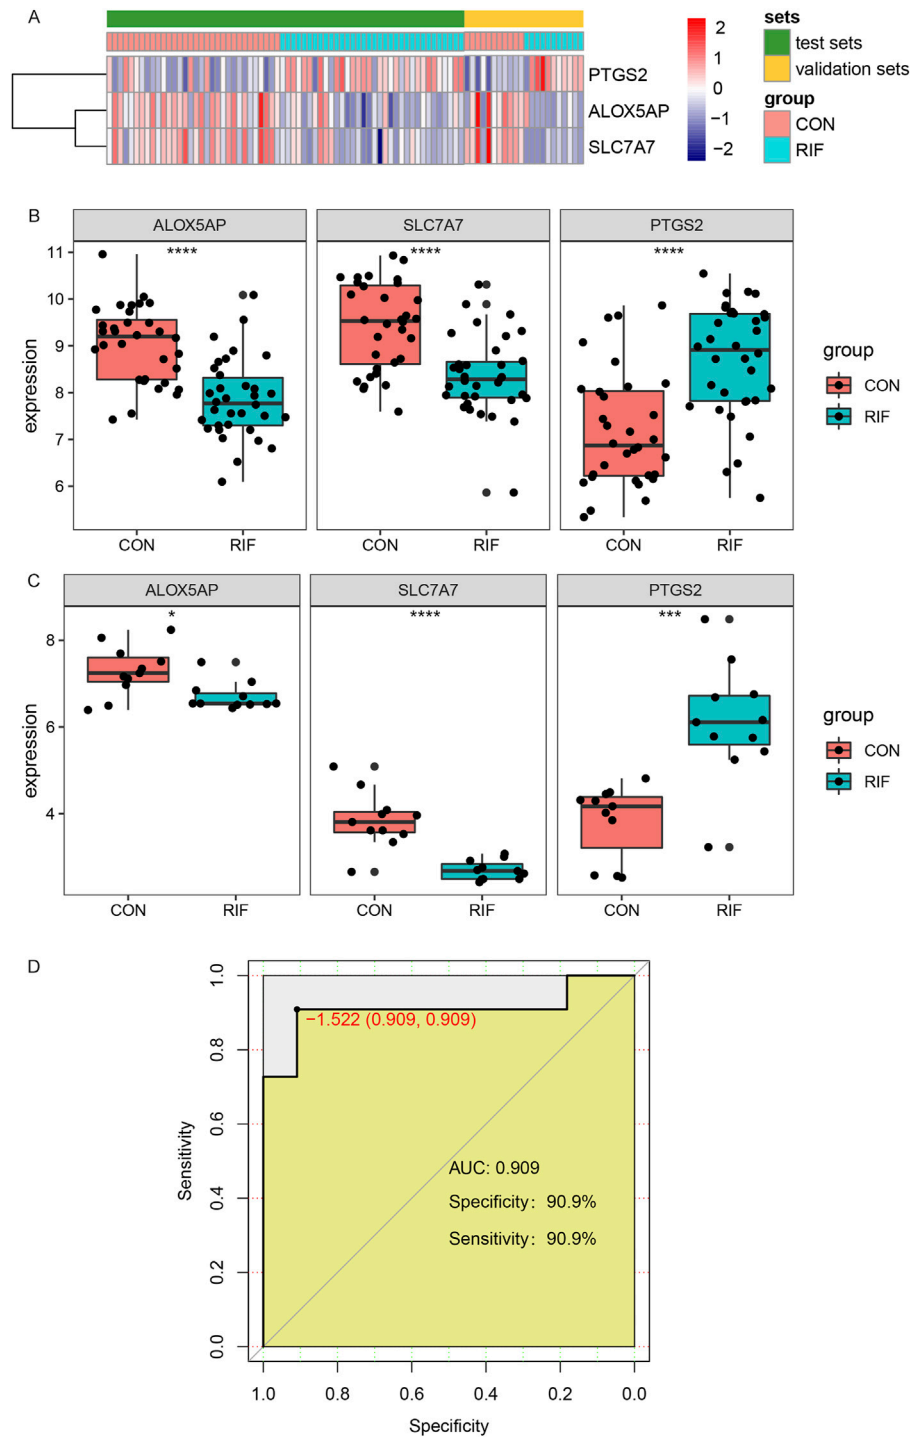 A
2
1
0
−1
−2
sets
test sets
validation sets
group
CON
RIF
PTGS2
ALOX5AP
SLC7A7
B
ALOX5AP
SLC7A7
PTGS2
****
****
****
11
10
9
8
7
6
expression
CON
RIF
CON
RIF
CON
RIF
group
CON
RIF
C
ALOX5AP
SLC7A7
PTGS2
*
****
***
8
6
4
expression
CON
RIF
CON
RIF
CON
RIF
group
CON
RIF
D
1.0
0.8
0.6
0.4
0.2
0.0
Sensitivity
−1.522 (0.909, 0.909)
AUC: 0.909
Specificity: 90.9%
Sensitivity: 90.9%
1.0
0.8
0.6
0.4
0.2
0.0
Specificity